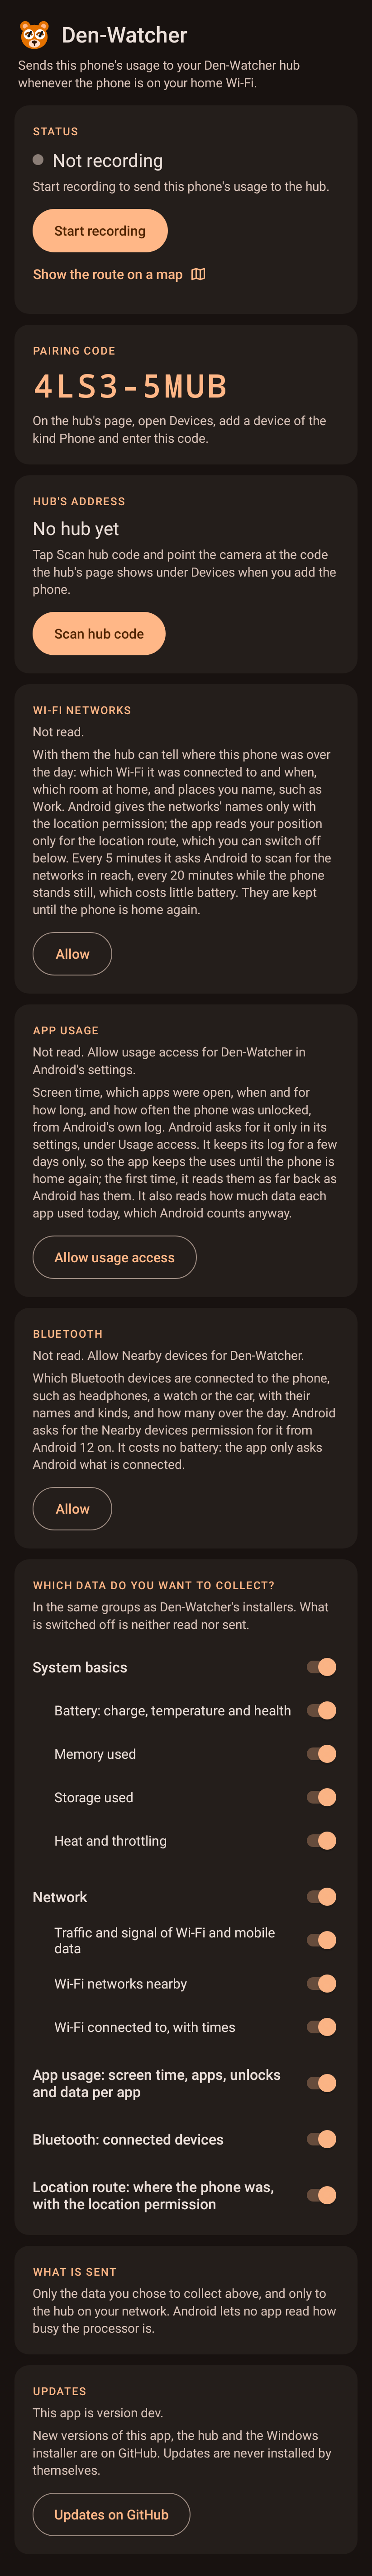 Den-Watcher
Sends this phone's usage to your Den-Watcher hub
whenever the phone is on your home Wi-Fi.
STATUS
Not recording
Start recording to send this phone's usage to the hub.
Start recording
Show the route on a map
PAIRING CODE
4LS3-5MUB
On the hub's page, open Devices, add a device of the
kind Phone and enter this code.
HUB'S ADDRESS
No hub yet
Tap Scan hub code and point the camera at the code
the hub's page shows under Devices when you add the
phone.
Scan hub code
WI-FI NETWORKS
Not read.
With them the hub can tell where this phone was over
the day: which Wi-Fi it was connected to and when,
which room at home, and places you name, such as
Work. Android gives the networks' names only with
the location permission; the app reads your position
only for the location route, which you can switch off
below. Every 5 minutes it asks Android to scan for the
networks in reach, every 20 minutes while the phone
stands still, which costs little battery. They are kept
until the phone is home again.
Allow
APP USAGE
Not read. Allow usage access for Den-Watcher in
Android's settings.
Screen time, which apps were open, when and for
how long, and how often the phone was unlocked,
from Android's own log. Android asks for it only in its
settings, under Usage access. It keeps its log for a few
days only, so the app keeps the uses until the phone is
home again; the first time, it reads them as far back as
Android has them. It also reads how much data each
app used today, which Android counts anyway.
Allow usage access
BLUETOOTH
Not read. Allow Nearby devices for Den-Watcher.
Which Bluetooth devices are connected to the phone,
such as headphones, a watch or the car, with their
names and kinds, and how many over the day. Android
asks for the Nearby devices permission for it from
Android 12 on. It costs no battery: the app only asks
Android what is connected.
Allow
WHICH DATA DO YOU WANT TO COLLECT?
In the same groups as Den-Watcher's installers. What
is switched off is neither read nor sent.
System basics
Battery: charge, temperature and health
Memory used
Storage used
Heat and throttling
Network
Traffic and signal of Wi-Fi and mobile
data
Wi-Fi networks nearby
Wi-Fi connected to, with times
App usage: screen time, apps, unlocks
and data per app
Bluetooth: connected devices
Location route: where the phone was,
with the location permission
WHAT IS SENT
Only the data you chose to collect above, and only to
the hub on your network. Android lets no app read how
busy the processor is.
UPDATES
This app is version dev.
New versions of this app, the hub and the Windows
installer are on GitHub. Updates are never installed by
themselves.
Updates on GitHub